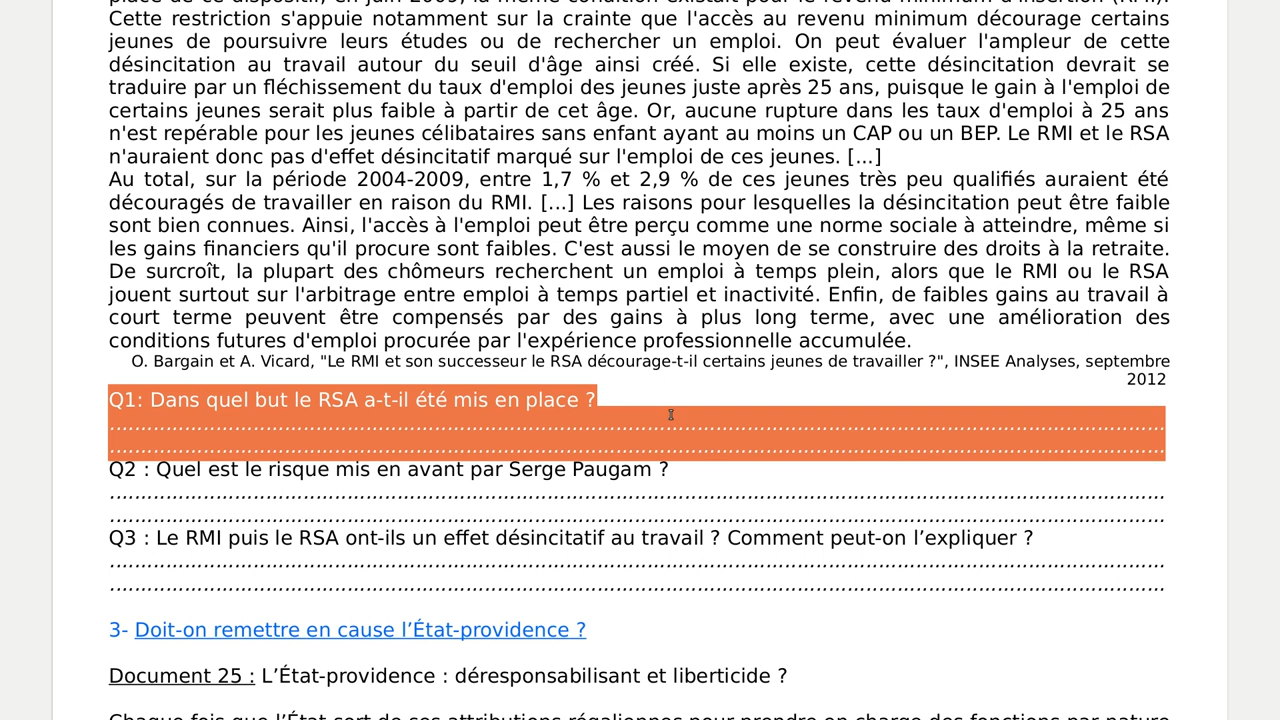 Cette restriction s'appuie notamment sur la crainte que l'accès au revenu minimum décourage certains
jeunes de poursuivre leurs études ou de rechercher un emploi. On peut évaluer l'ampleur de cette
désincitation au travail autour du seuil d'âge ainsi créé. Si elle existe, cette désincitation devrait se
traduire par un fléchissement du taux d'emploi des jeunes juste après 25 ans, puisque le gain à l'emploi de
certains jeunes serait plus faible à partir de cet âge. Or, aucune rupture dans les taux d'emploi à 25 ans
n'est repérable pour les jeunes célibataires sans enfant ayant au moins un CAP ou un BEP. Le RMI et le RSA
n'auraient donc pas d'effet désincitatif marqué sur l'emploi de ces jeunes. [...]
Au total, sur la période 2004-2009, entre 1,7 % et 2,9 % de ces jeunes très peu qualifiés auraient été
découragés de travailler en raison du RMI. [...] Les raisons pour lesquelles la désincitation peut être faible
sont bien connues. Ainsi, l'accès à l'emploi peut être perçu comme une norme sociale à atteindre, même si
les gains financiers qu'il procure sont faibles. C'est aussi le moyen de se construire des droits à la retraite.
De surcroît, la plupart des chômeurs recherchent un emploi à temps plein, alors que le RMI ou le RSA
jouent surtout sur l'arbitrage entre emploi à temps partiel et inactivité. Enfin, de faibles gains au travail à
court terme peuvent être compensés par des gains à plus long terme, avec une amélioration des
conditions futures d'emploi procurée par l'expérience professionnelle accumulée.
O. Bargain et A. Vicard, "Le RMI et son successeur le RSA décourage-t-il certains jeunes de travailler ?", INSEE Analyses, septembre
2012
Q1: Dans quel but le RSA a-t-il été mis en place ?
Q2 : Quel est le risque mis en avant par Serge Paugam ?
Q3 : Le RMI puis le RSA ont-ils un effet désincitatif au travail ? Comment peut-on l’expliquer ?
3- Doit-on remettre en cause l’État-providence ?
Document 25 : L’État-providence : déresponsabilisant et liberticide ?
Chaque fois que l’État sort de ses attributions régaliennes pour prendre en charge des fonctions par nature